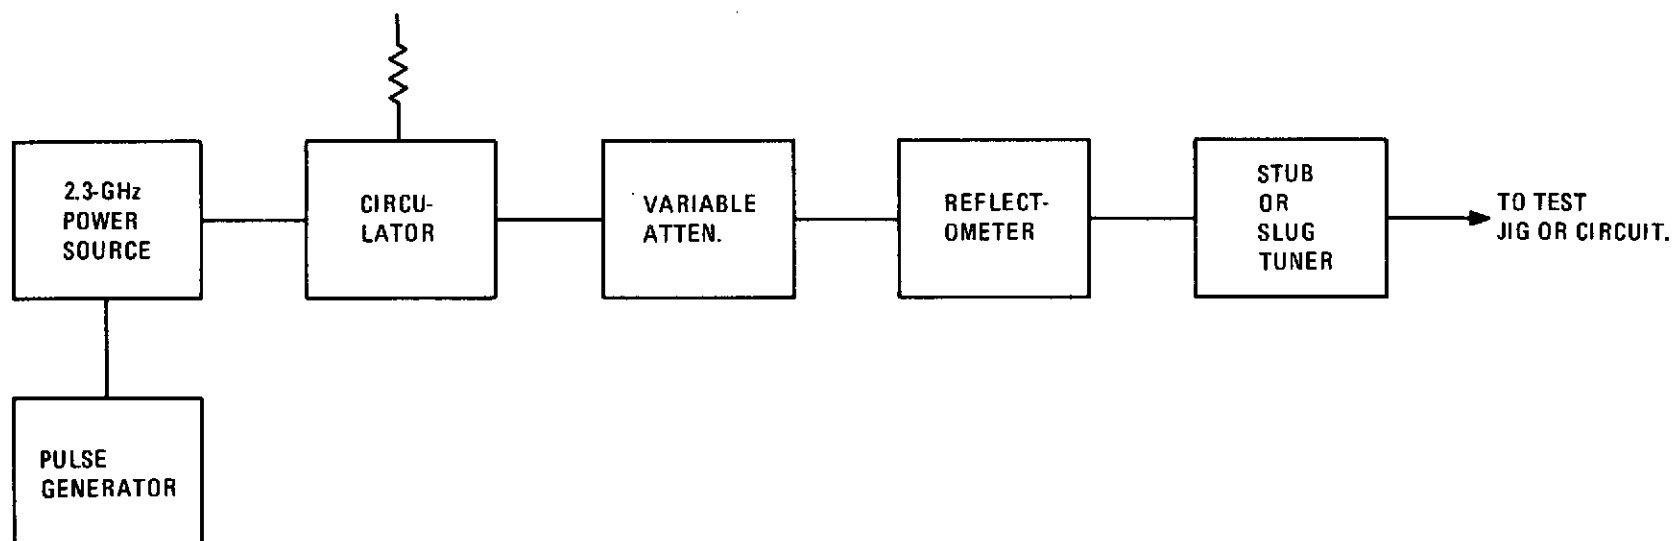 2.3-GHz
POWER
SOURCE
CIRCU-
LATOR
VARIABLE
ATTEN.
REFLECT-
OMETER
STUB
OR
SLUG
TUNER
TO TEST
JIG OR CIRCUIT.
PULSE
GENERATOR